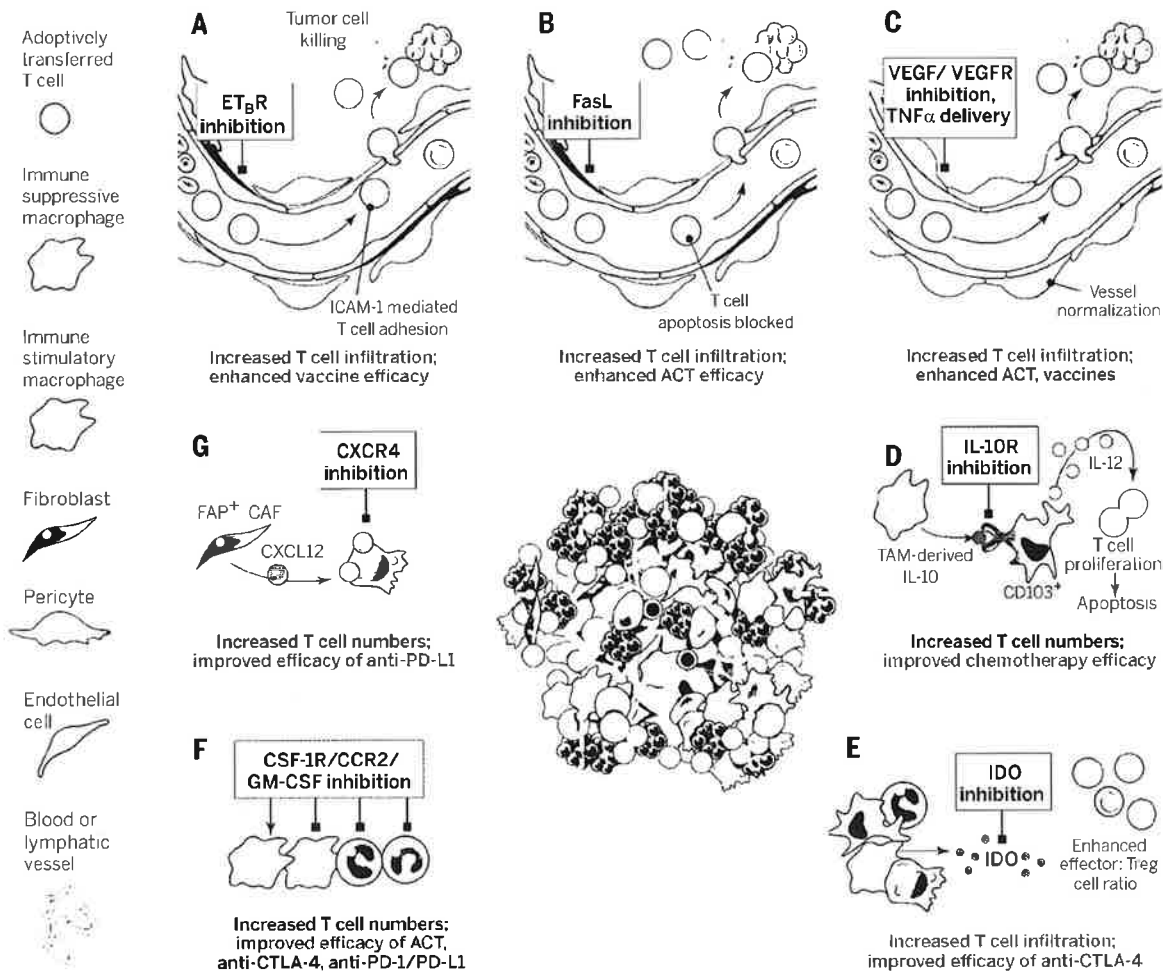 Adoptively
transferred
T cell
Immune
suppressive
macrophage
Immune
stimulatory
macrophage
Fibroblast
Pericyte
Endothelial
cell
Blood or
lymphatic
vessel
A
Tumor cell
killing
ETBR
inhibition
ICAM-1 mediated
T cell adhesion
Increased T cell infiltration;
enhanced vaccine efficacy
B
FasL
inhibition
T cell
apoptosis blocked
Increased T cell infiltration;
enhanced ACT efficacy
C
VEGF/ VEGFR
inhibition,
TNFα delivery
Vessel
normalization
Increased T cell infiltration;
enhanced ACT, vaccines
G
CXCR4
inhibition
FAP+ CAF
CXCL12
Increased T cell numbers;
improved efficacy of anti-PD-L1
D
IL-10R
inhibition
IL-12
TAM-derived
IL-10
CD103+
T cell
proliferation
Apoptosis
Increased T cell numbers;
improved chemotherapy efficacy
F
CSF-1R/CCR2/
GM-CSF inhibition
Increased T cell numbers;
improved efficacy of ACT,
anti-CTLA-4, anti-PD-1/PD-L1
E
IDO
inhibition
IDO
Enhanced
effector: Treg
cell ratio
Increased T cell infiltration;
improved efficacy of anti-CTLA-4